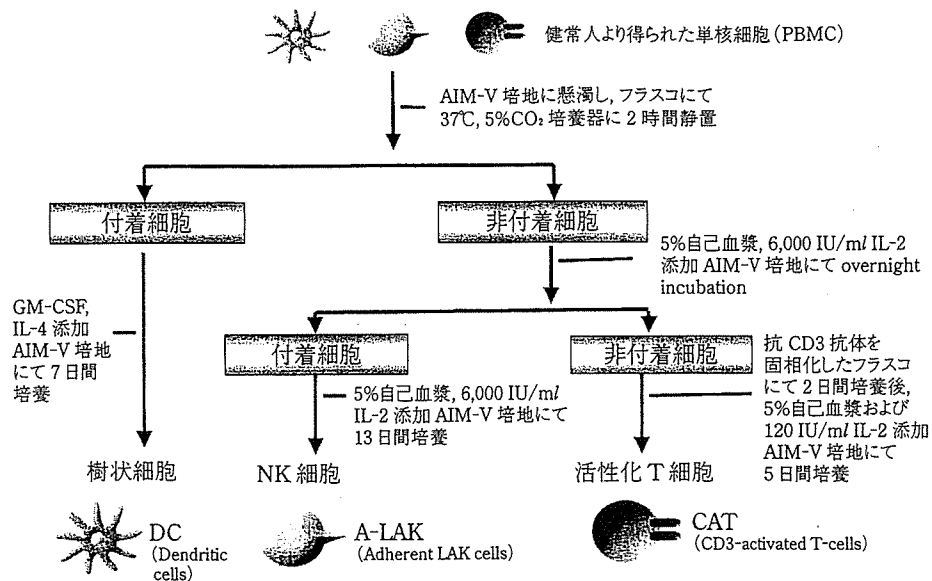 健常人より得られた単核細胞(PBMC)
AIM-V 培地に懸濁し,フラスコにて
37℃, 5%CO₂ 培養器に 2 時間静置
付着細胞
非付着細胞
5%自己血漿, 6,000 IU/ml IL-2
添加 AIM-V 培地にて overnight
incubation
GM-CSF,
IL-4 添加
AIM-V 培地
にて 7 日間
培養
付着細胞
非付着細胞
5%自己血漿, 6,000 IU/ml
IL-2 添加 AIM-V 培地にて
13 日間培養
抗 CD3 抗体を
固相化したフラスコ
にて 2 日間培養後,
5%自己血漿および
120 IU/ml IL-2 添加
AIM-V 培地にて
5 日間培養
樹状細胞
NK 細胞
活性化 T 細胞
DC
(Dendritic
cells)
A-LAK
(Adherent LAK cells)
CAT
(CD3-activated T-cells)